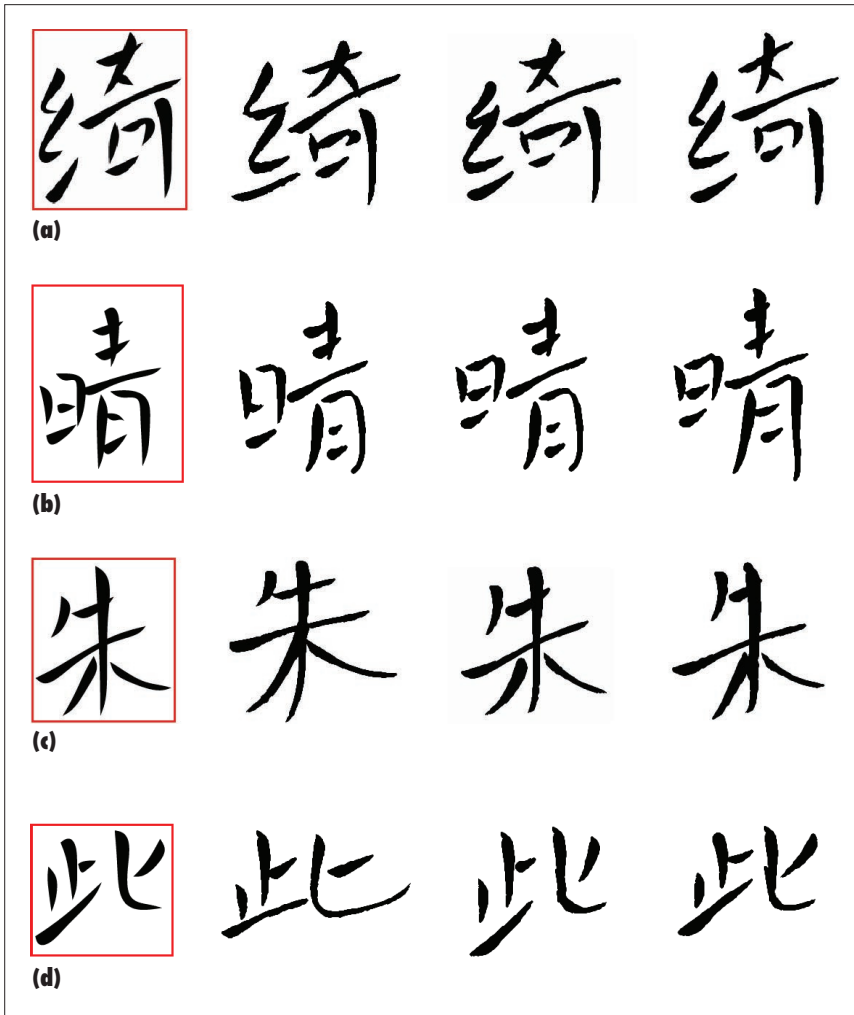 绮 绮 绮 绮
(a)
晴 晴 晴 晴
(b)
朱 朱 朱 朱
(c)
此 此 此 此
(d)